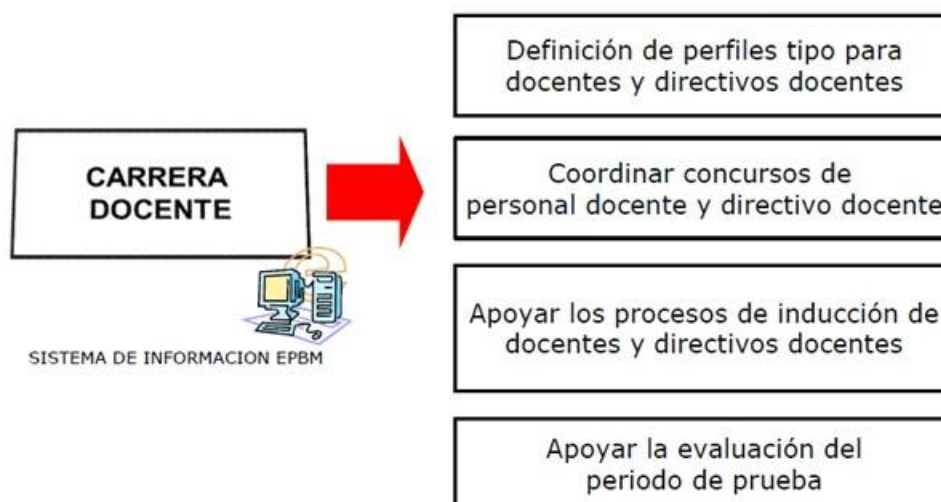 CARRERA
DOCENTE
SISTEMA DE INFORMACION EPBM
Definición de perfiles tipo para
docentes y directivos docentes
Coordinar concursos de
personal docente y directivo docente
Apoyar los procesos de inducción de
docentes y directivos docentes
Apoyar la evaluación del
periodo de prueba